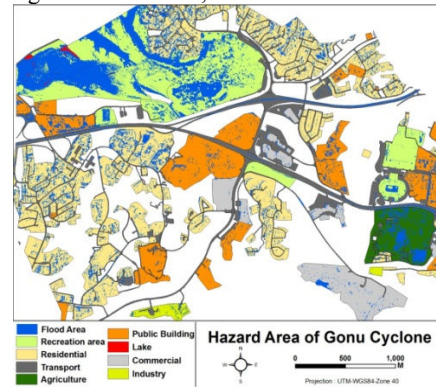 Flood Area
Recreation area
Residential
Transport
Agriculture
Public Building
Lake
Commercial
Industry
Hazard Area of Gonu Cyclone
N
W E
S
0 500 1,000
M
Projection : UTM-WGS84-Zone 40